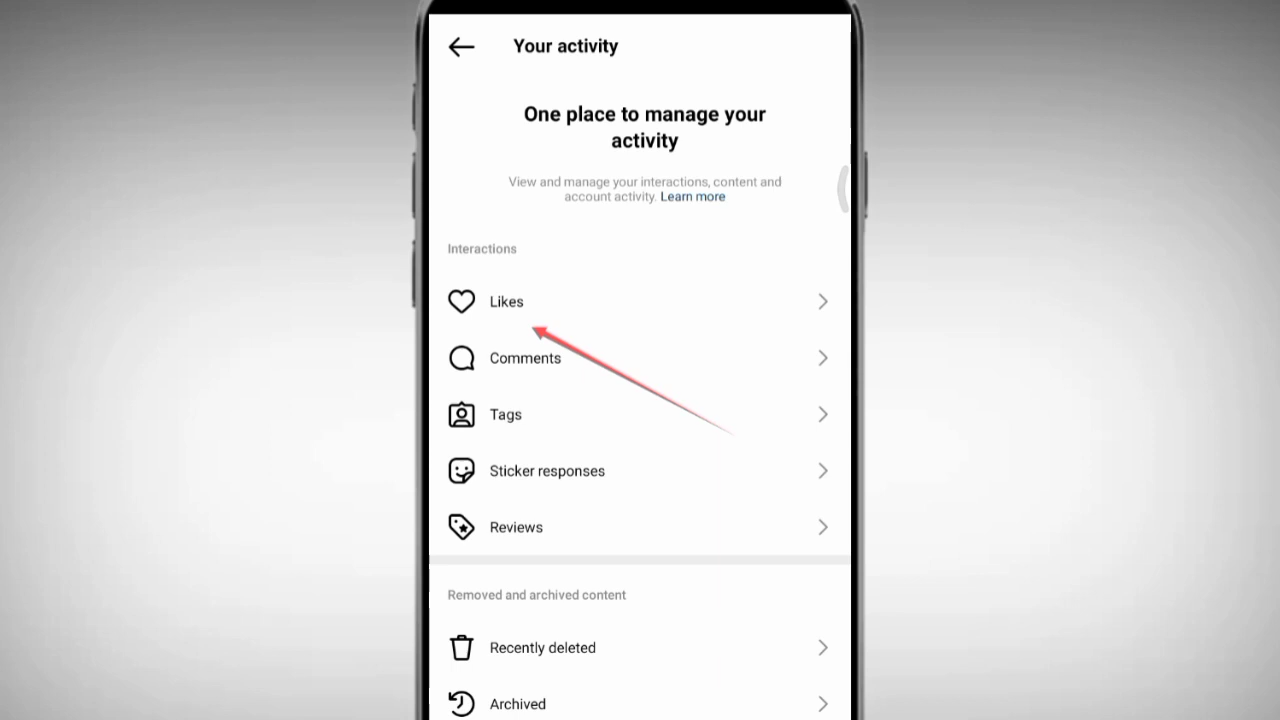 Your activity
One place to manage your
activity
View and manage your interactions, content and
account activity. Learn more
Interactions
Likes
Comments
Tags
Sticker responses
Reviews
Removed and archived content
Recently deleted
Archived